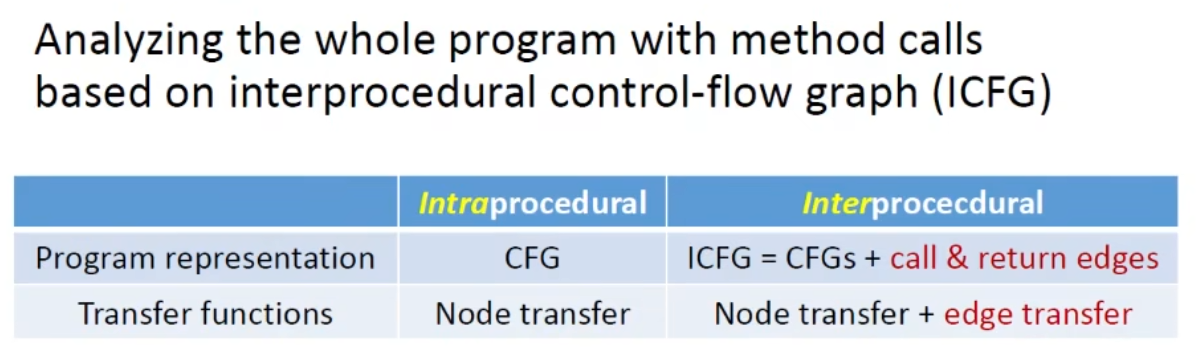 Analyzing the whole program with method calls
based on interprocedural control-flow graph (ICFG)
Intraprocedural Interprocecdural
Program representation CFG ICFG = CFGs + call & return edges
Transfer functions Node transfer Node transfer + edge transfer